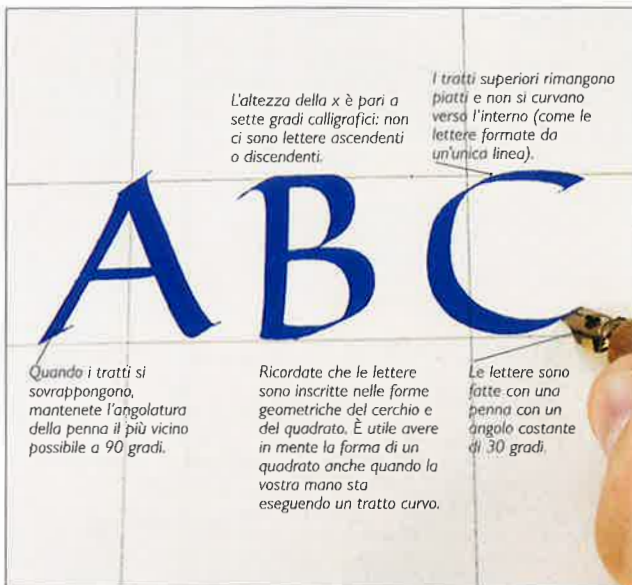 L'altezza della x è pari a
sette gradi calligrafici: non
ci sono lettere ascendenti
o discendenti.
I tratti superiori rimangono
piatti e non si curvano
verso l'interno (come le
lettere formate da
un'unica linea).
ABC
Quando i tratti si
sovrappongono,
mantenete l'angolatura
della penna il più vicino
possibile a 90 gradi.
Ricordate che le lettere
sono inscritte nelle forme
geometriche del cerchio e
del quadrato. È utile avere
in mente la forma di un
quadrato anche quando la
vostra mano sta
eseguendo un tratto curvo.
Le lettere sono
fatte con una
penna con un
angolo costante
di 30 gradi.